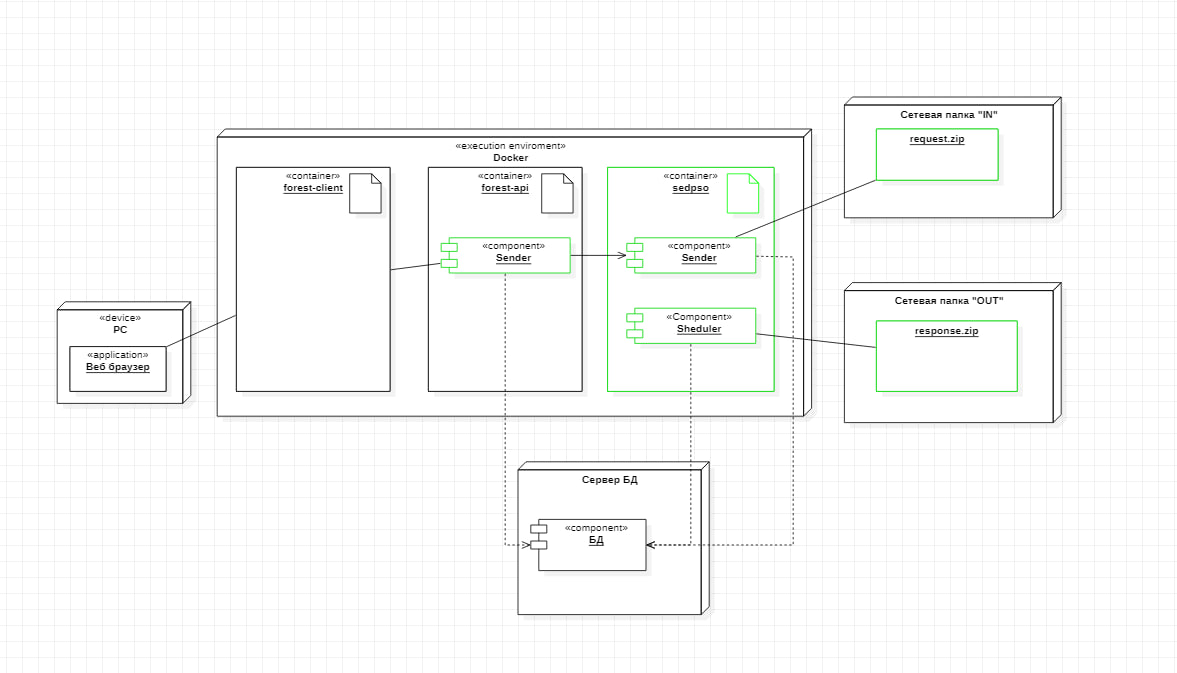 Сетевая папка "IN"
request.zip
«execution enviroment»
Docker
«container»
forest-client
«container»
forest-api
«container»
sedpso
«component»
Sender
«component»
Sender
«Component»
Sheduler
Сетевая папка "OUT"
response.zip
«device»
PC
«application»
Веб браузер
Сервер БД
«component»
БД